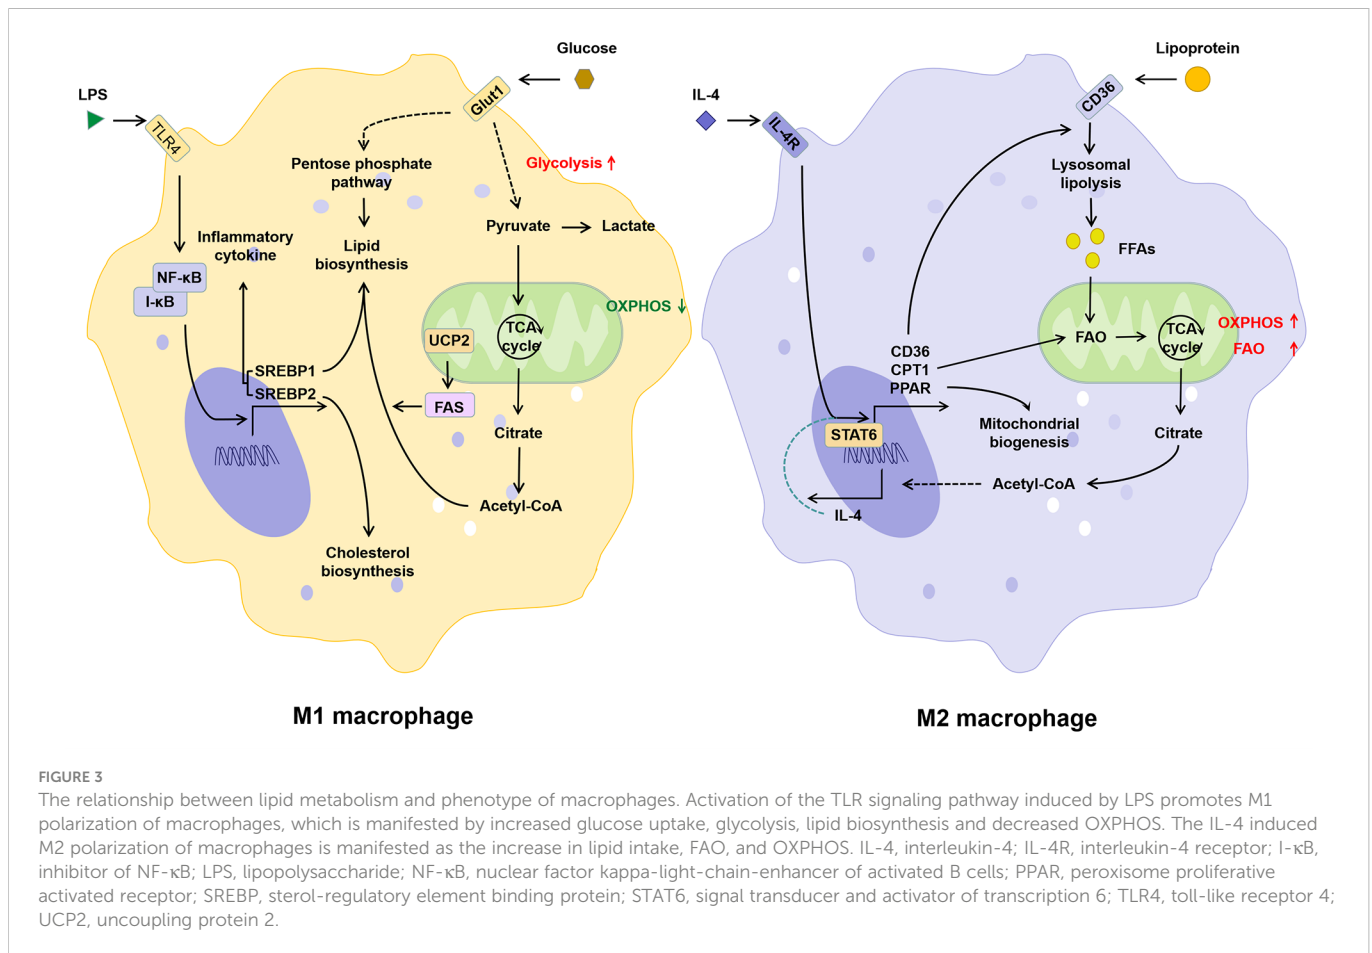 Glucose
LPS
Glut1
TLR4
Pentose phosphate
pathway
Glycolysis ↑
Pyruvate
Lactate
Inflammatory
cytokine
Lipid
biosynthesis
NF-κB
I-κB
OXPHOS ↓
UCP2
TCA
cycle
SREBP1
SREBP2
FAS
Citrate
Acetyl-CoA
Cholesterol
biosynthesis
M1 macrophage
Lipoprotein
IL-4
CD36
IL-4R
Lysosomal
lipolysis
FFAs
FAO
TCA
cycle
OXPHOS ↑
FAO ↑
CD36
CPT1
PPAR
STAT6
Mitochondrial
biogenesis
Citrate
Acetyl-CoA
IL-4
M2 macrophage
FIGURE 3
The relationship between lipid metabolism and phenotype of macrophages. Activation of the TLR signaling pathway induced by LPS promotes M1
polarization of macrophages, which is manifested by increased glucose uptake, glycolysis, lipid biosynthesis and decreased OXPHOS. The IL-4 induced
M2 polarization of macrophages is manifested as the increase in lipid intake, FAO, and OXPHOS. IL-4, interleukin-4; IL-4R, interleukin-4 receptor; I-κB,
inhibitor of NF-κB; LPS, lipopolysaccharide; NF-κB, nuclear factor kappa-light-chain-enhancer of activated B cells; PPAR, peroxisome proliferative
activated receptor; SREBP, sterol-regulatory element binding protein; STAT6, signal transducer and activator of transcription 6; TLR4, toll-like receptor 4;
UCP2, uncoupling protein 2.